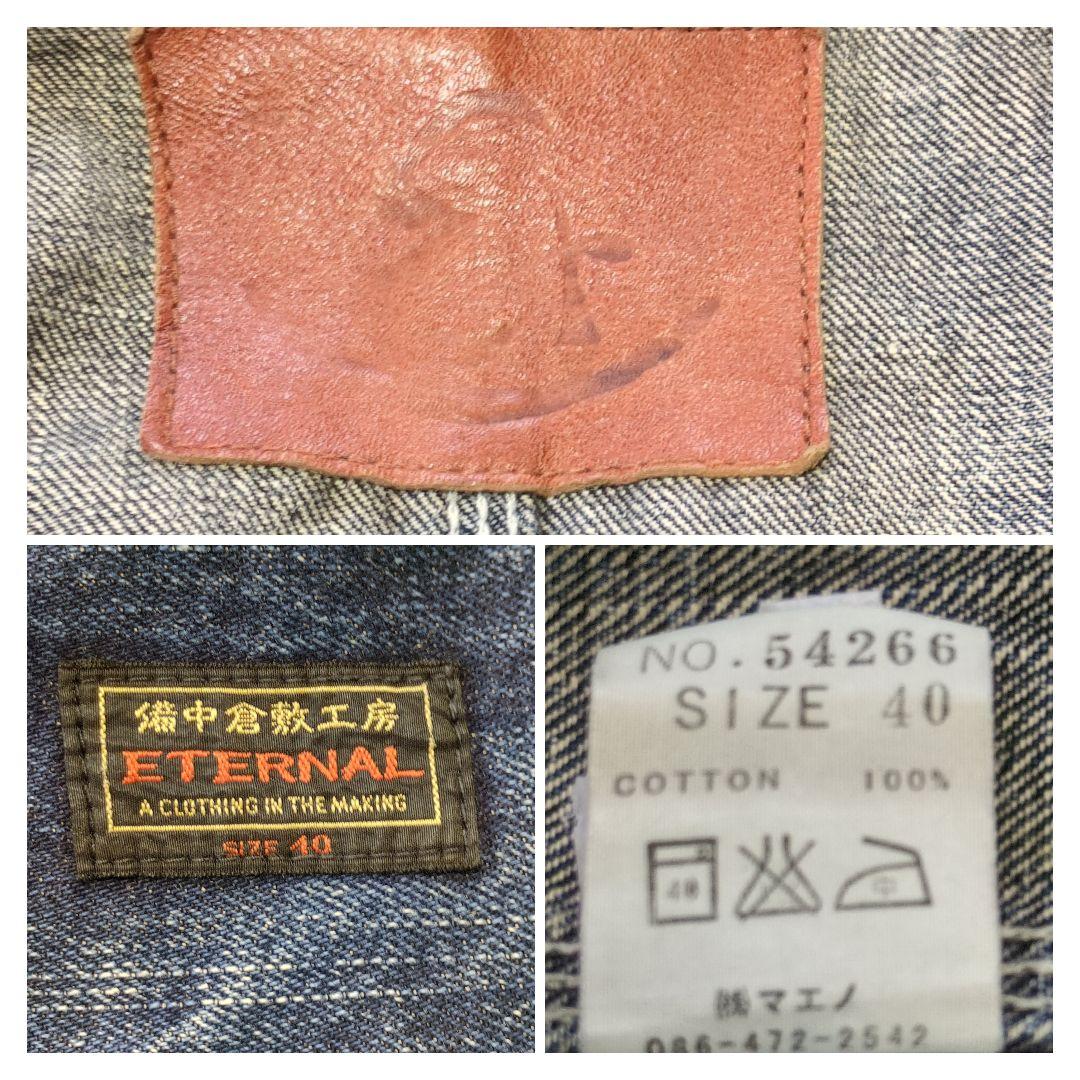 備中倉敷工房
ETERNAL
A CLOTHING IN THE MAKING
SIZE 40
NO.54266
SIZE 40
COTTON 100%
40
中
㈱マエノ
086-472-2542